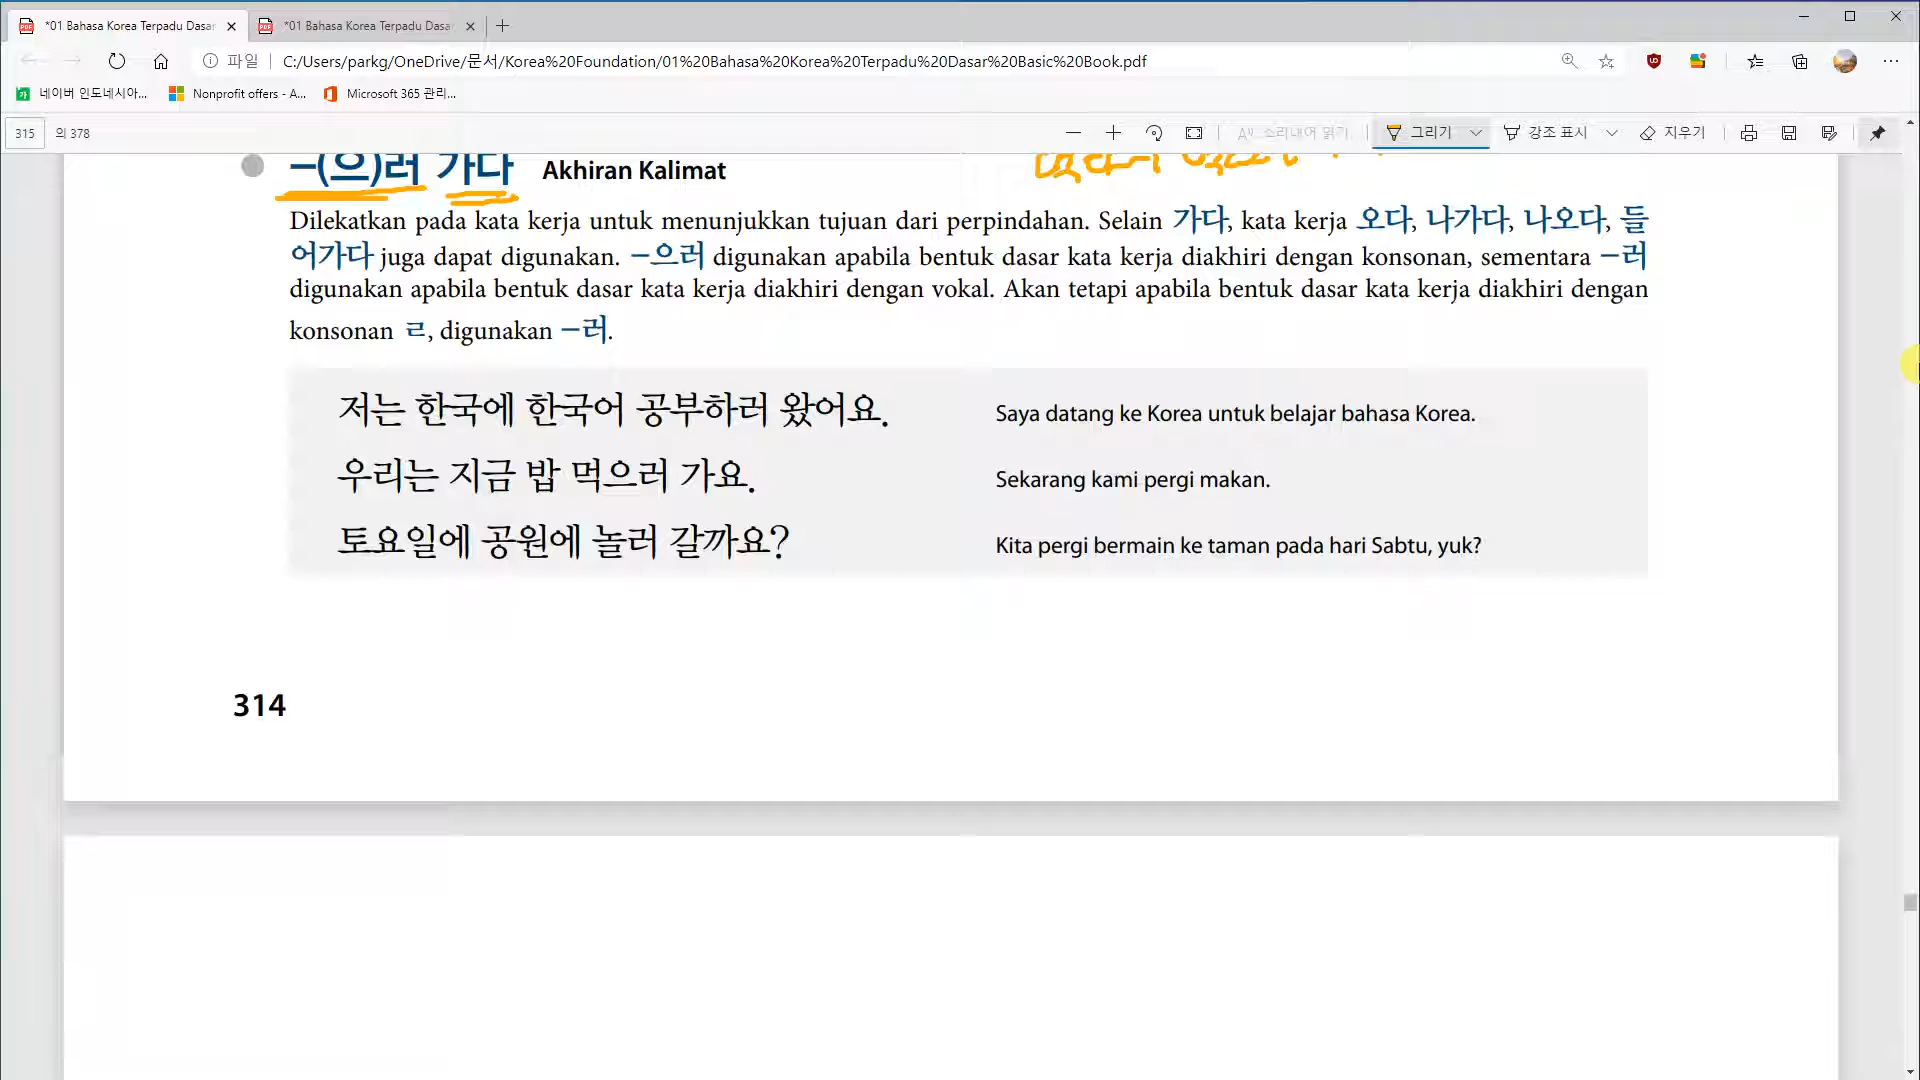 *01 Bahasa Korea Terpadu Dasar
*01 Bahasa Korea Terpadu Dasar
파일
C:/Users/parkg/OneDrive/문서/Korea%20Foundation/01%20Bahasa%20Korea%20Terpadu%20Dasar%20Basic%20Book.pdf
네이버 인도네시아...
Nonprofit offers - A...
Microsoft 365 관리...
315 의 378
소리내어 읽기
그리기
강조 표시
지우기
-(으)러 가다 Akhiran Kalimat
Dilekatkan pada kata kerja untuk menunjukkan tujuan dari perpindahan. Selain 가다, kata kerja 오다, 나가다, 나오다, 들
어가다 juga dapat digunakan. -으러 digunakan apabila bentuk dasar kata kerja diakhiri dengan konsonan, sementara -러
digunakan apabila bentuk dasar kata kerja diakhiri dengan vokal. Akan tetapi apabila bentuk dasar kata kerja diakhiri dengan
konsonan ㄹ, digunakan -러.
저는 한국에 한국어 공부하러 왔어요. Saya datang ke Korea untuk belajar bahasa Korea.
우리는 지금 밥 먹으러 가요. Sekarang kami pergi makan.
토요일에 공원에 놀러 갈까요? Kita pergi bermain ke taman pada hari Sabtu, yuk?
314